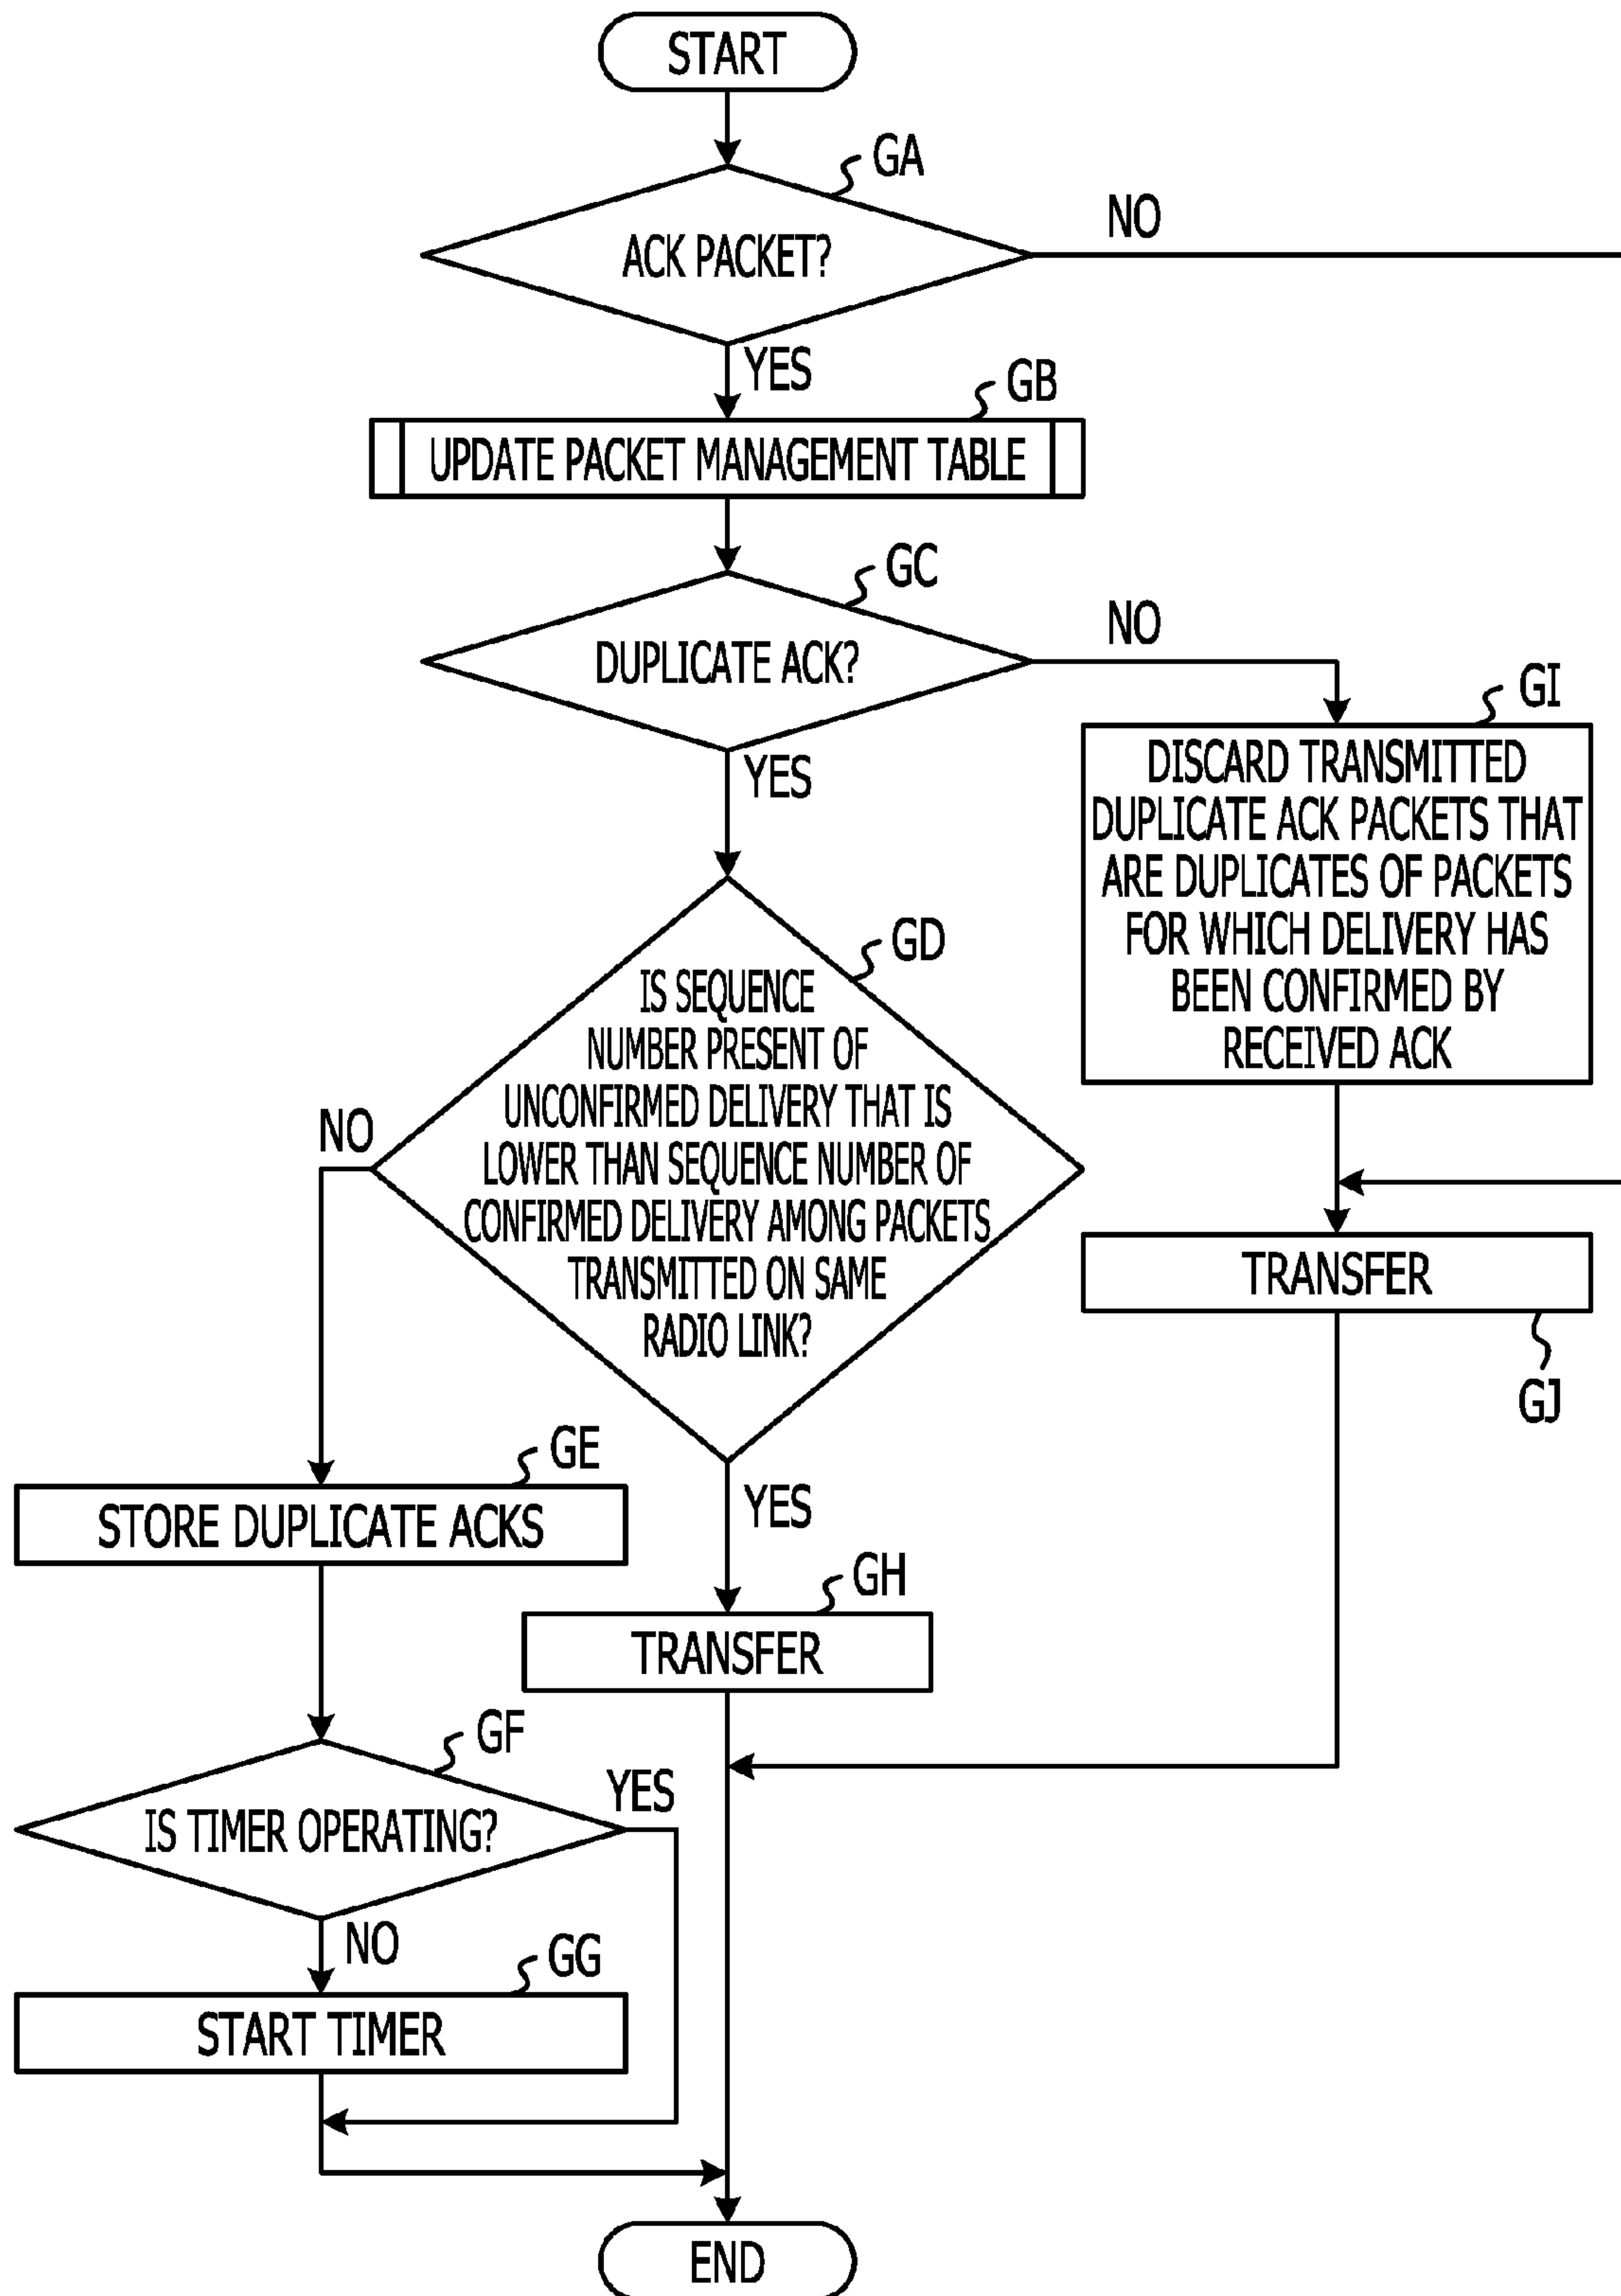 START
GA
ACK PACKET?
NO
YES
GB
UPDATE PACKET MANAGEMENT TABLE
GC
DUPLICATE ACK?
NO
YES
GI
DISCARD TRANSMITTED
DUPLICATE ACK PACKETS THAT
ARE DUPLICATES OF PACKETS
FOR WHICH DELIVERY HAS
BEEN CONFIRMED BY
RECEIVED ACK
GD
IS SEQUENCE
NUMBER PRESENT OF
UNCONFIRMED DELIVERY THAT IS
LOWER THAN SEQUENCE NUMBER OF
CONFIRMED DELIVERY AMONG PACKETS
TRANSMITTED ON SAME
RADIO LINK?
NO
YES
TRANSFER
GJ
GE
STORE DUPLICATE ACKS
GH
TRANSFER
GF
IS TIMER OPERATING?
YES
NO
GG
START TIMER
END